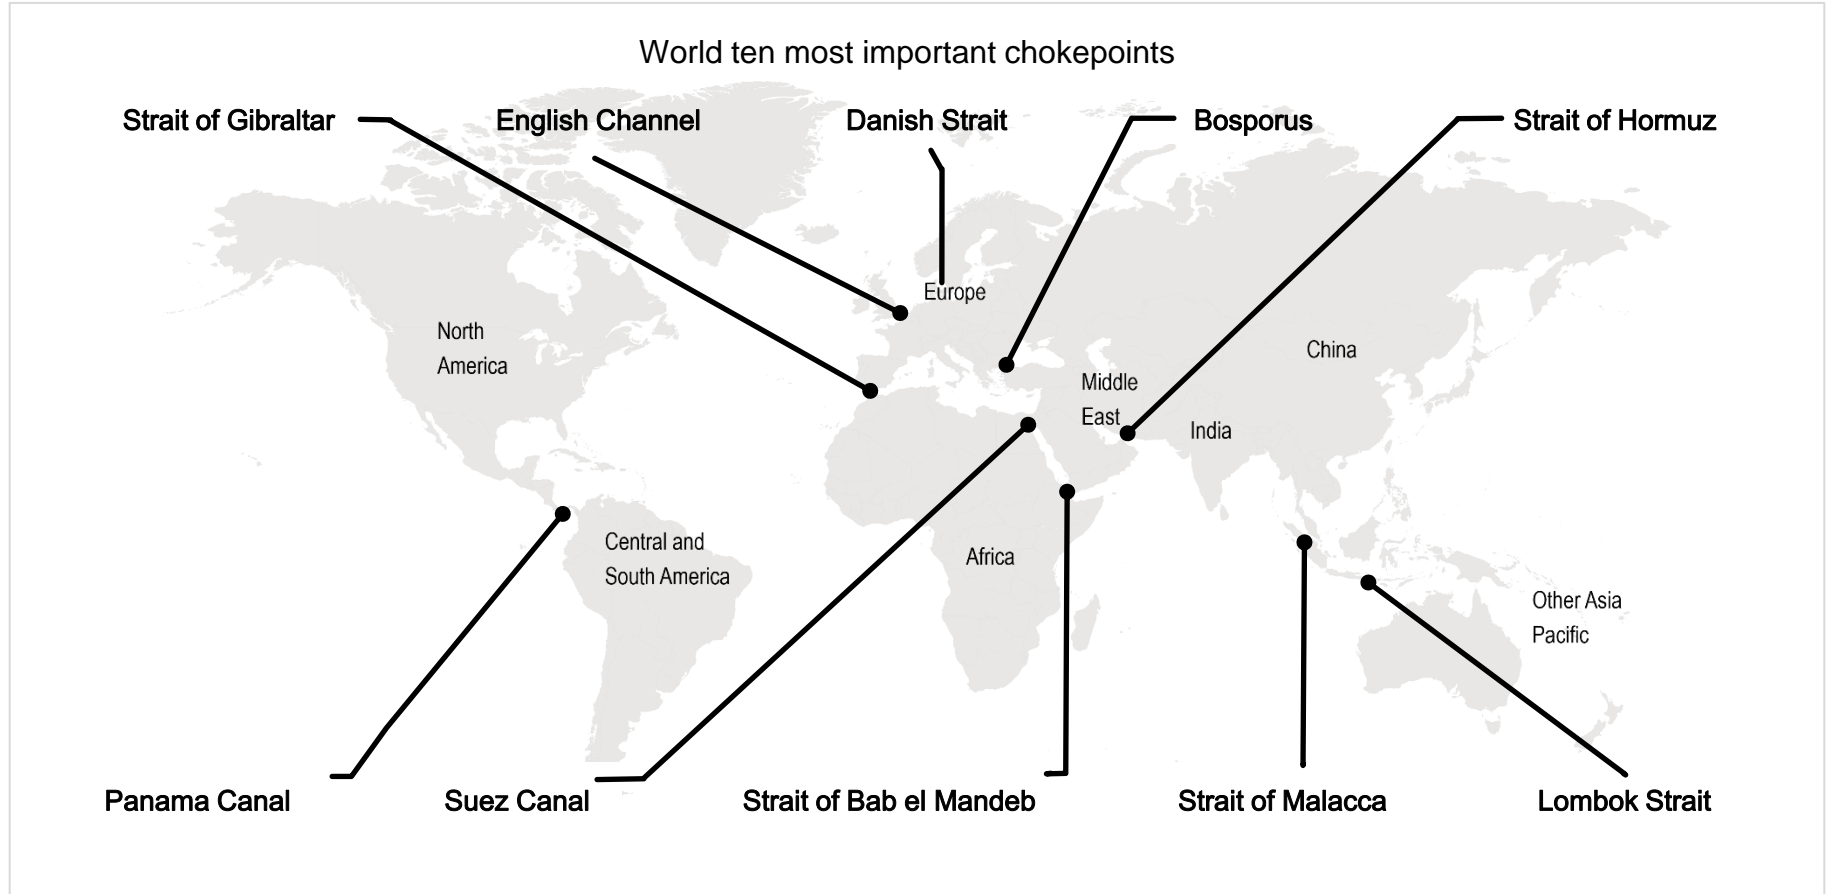 World ten most important chokepoints
Strait of Gibraltar
English Channel
Danish Strait
Bosporus
Strait of Hormuz
Europe
North
America
China
Middle
East
India
Central and
South America
Africa
Other Asia
Pacific
Panama Canal
Suez Canal
Strait of Bab el Mandeb
Strait of Malacca
Lombok Strait